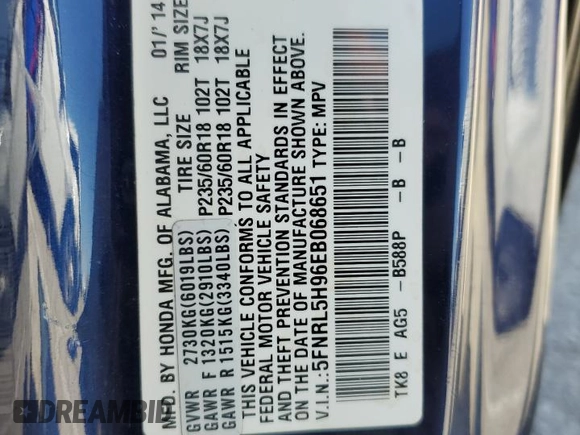 MFD. BY HONDA MFG. OF ALABAMA, LLC 01/'14
TIRE SIZE RIM SIZE
GVWR 2730KG(6019LBS)
GAWR F 1320KG(2910LBS) P235/60R18 102T 18X7J
GAWR R 1515KG(3340LBS) P235/60R18 102T 18X7J
THIS VEHICLE CONFORMS TO ALL APPLICABLE
FEDERAL MOTOR VEHICLE SAFETY
AND THEFT PREVENTION STANDARDS IN EFFECT
ON THE DATE OF MANUFACTURE SHOWN ABOVE.
V.I.N.:5FNRL5H96EB068651 TYPE: MPV
TK8 E AG5 -B588P -B -B
DREAMBID